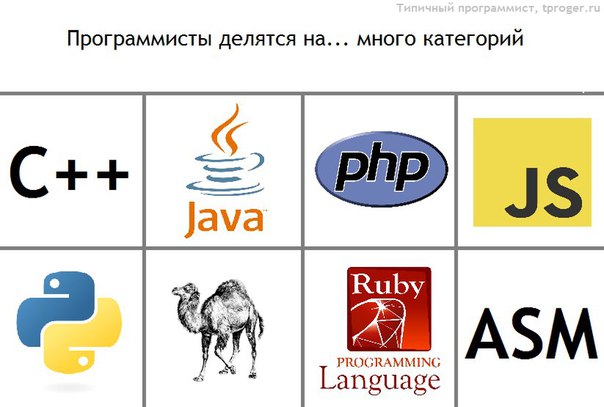 Типичный программист, tproger.ru
Программисты делятся на... много категорий
C++
Java
php
JS
Ruby
PROGRAMMING
Language
ASM